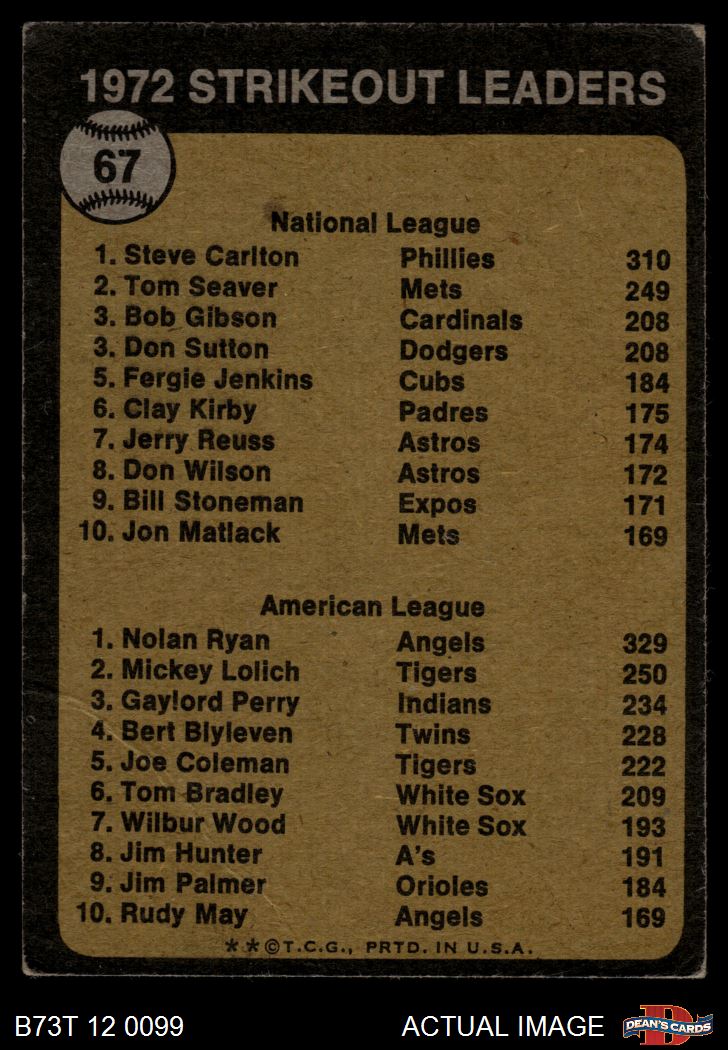 1972 STRIKEOUT LEADERS
67
National League
1. Steve Carlton Phillies 310
2. Tom Seaver Mets 249
3. Bob Gibson Cardinals 208
3. Don Sutton Dodgers 208
5. Fergie Jenkins Cubs 184
6. Clay Kirby Padres 175
7. Jerry Reuss Astros 174
8. Don Wilson Astros 172
9. Bill Stoneman Expos 171
10. Jon Matlack Mets 169
American League
1. Nolan Ryan Angels 329
2. Mickey Lolich Tigers 250
3. Gaylord Perry Indians 234
4. Bert Blyleven Twins 228
5. Joe Coleman Tigers 222
6. Tom Bradley White Sox 209
7. Wilbur Wood White Sox 193
8. Jim Hunter A's 191
9. Jim Palmer Orioles 184
10. Rudy May Angels 169
**©T.C.G., PRTD. IN U.S.A.
B73T 12 0099 ACTUAL IMAGE DEAN'S CARDS